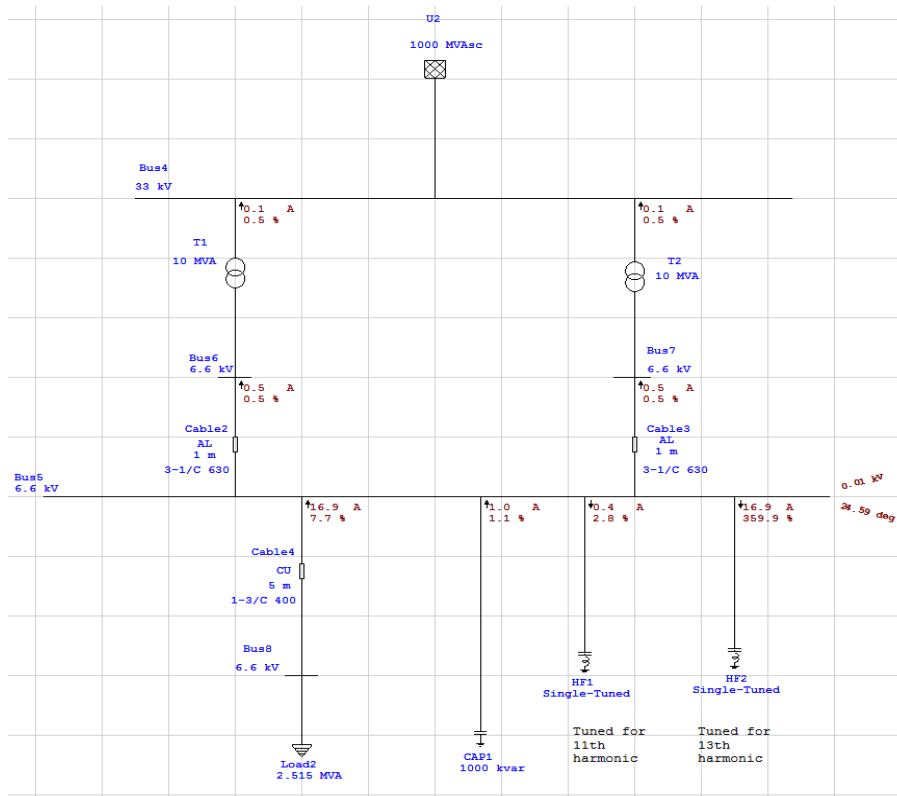 U2
1000 MVAsc
Bus4
33 kV
0.1 A
0.5 %
0.1 A
0.5 %
T1
10 MVA
T2
10 MVA
Bus6
6.6 kV
Bus7
6.6 kV
0.5 A
0.5 %
0.5 A
0.5 %
Cable2
AL
1 m
3-1/C 630
Cable3
AL
1 m
3-1/C 630
Bus5
6.6 kV
0.01 kV
24.59 deg
16.9 A
7.7 %
1.0 A
1.1 %
0.4 A
2.8 %
16.9 A
359.9 %
Cable4
CU
5 m
1-3/C 400
Bus8
6.6 kV
HF1
Single-Tuned
HF2
Single-Tuned
Tuned for
11th
harmonic
Tuned for
13th
harmonic
CAP1
1000 kvar
Load2
2.515 MVA